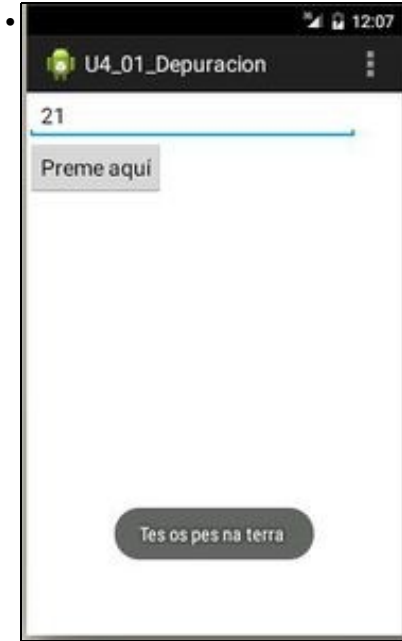 12:07
U4_01_Depuracion
21
Preme aquí
Tes os pes na terra